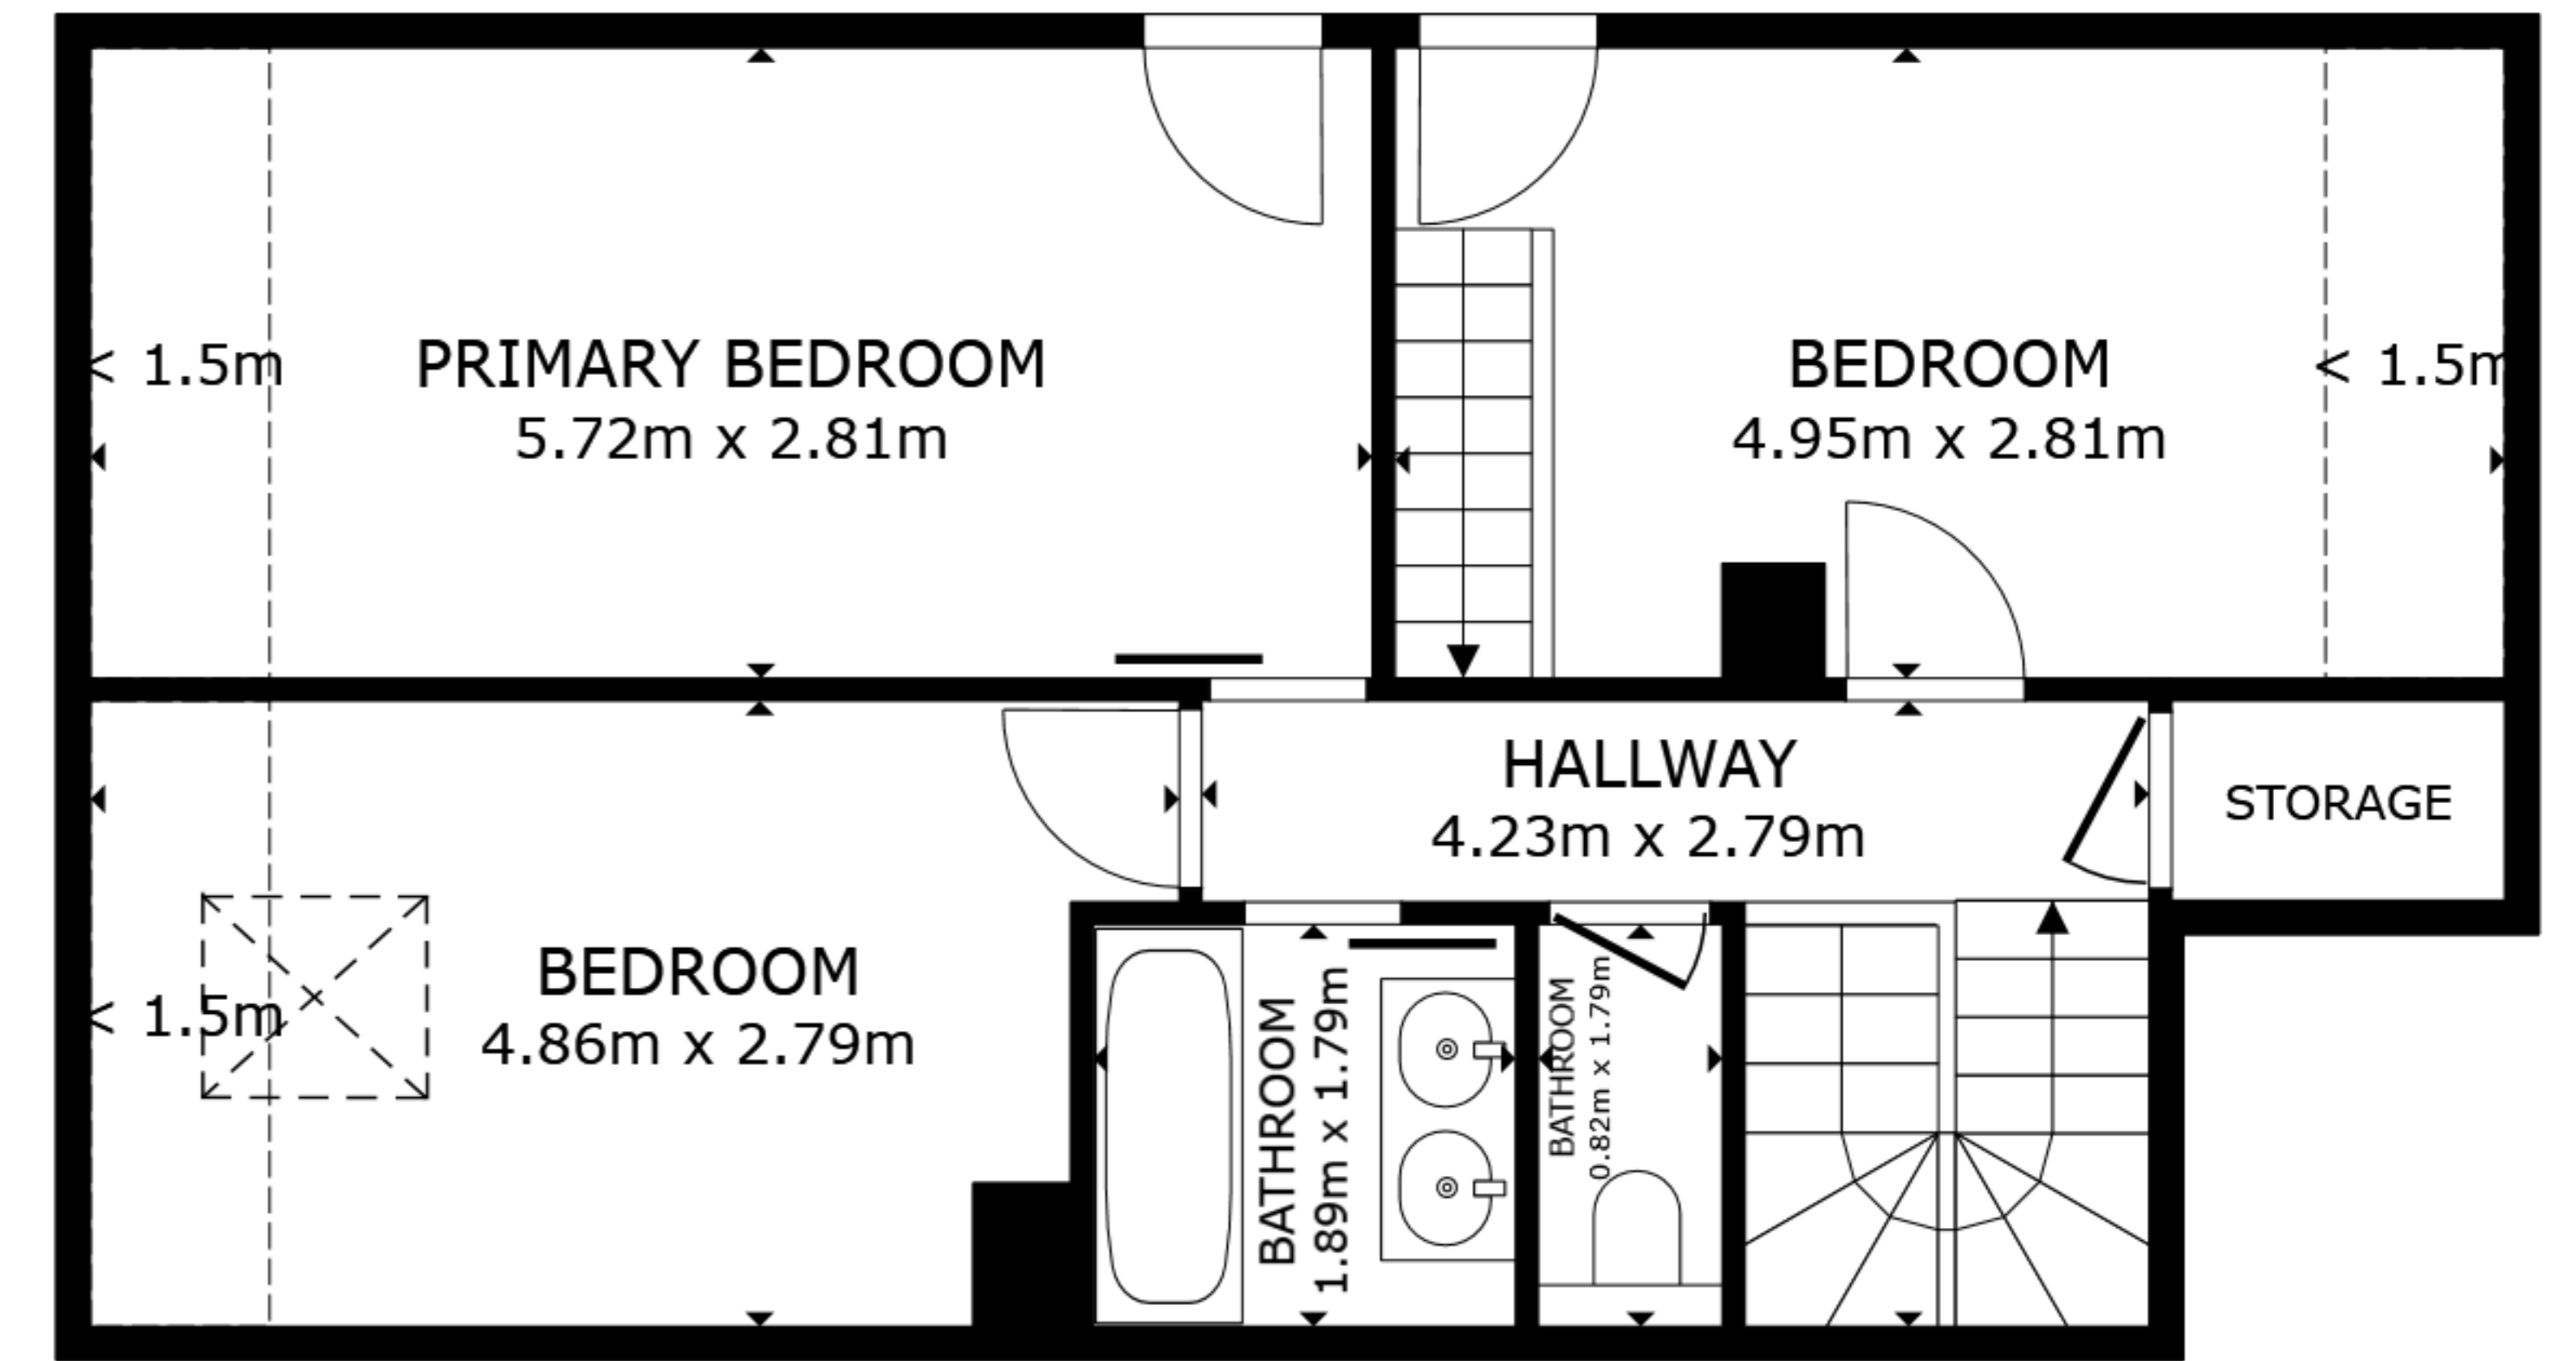 < 1.5m
PRIMARY BEDROOM
5.72m x 2.81m
BEDROOM
4.95m x 2.81m
< 1.5m
HALLWAY
4.23m x 2.79m
STORAGE
< 1.5m
BEDROOM
4.86m x 2.79m
BATHROOM
1.89m x 1.79m
BATHROOM
0.82m x 1.79m